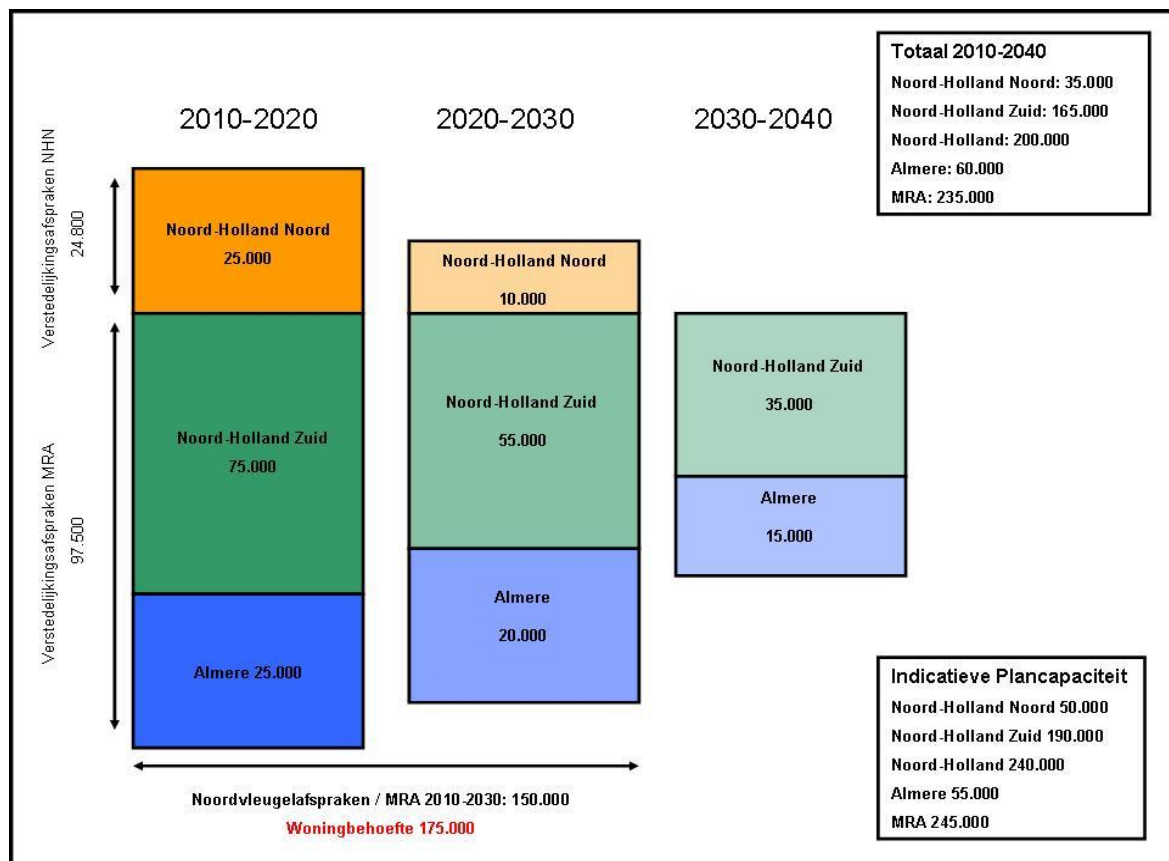 Totaal 2010-2040
Noord-Holland Noord: 35.000
Noord-Holland Zuid: 165.000
Noord-Holland: 200.000
Almere: 60.000
MRA: 235.000
2010-2020
2020-2030
2030-2040
Verstedelijkingsafspraken NHN
24.800
Noord-Holland Noord
25.000
Noord-Holland Noord
10.000
Verstedelijkingsafspraken MRA
97.500
Noord-Holland Zuid
75.000
Noord-Holland Zuid
55.000
Noord-Holland Zuid
35.000
Almere 25.000
Almere
20.000
Almere
15.000
Noordvleugelafspraken / MRA 2010-2030: 150.000
Woningbehoefte 175.000
Indicatieve Plancapaciteit
Noord-Holland Noord 50.000
Noord-Holland Zuid 190.000
Noord-Holland 240.000
Almere 55.000
MRA 245.000